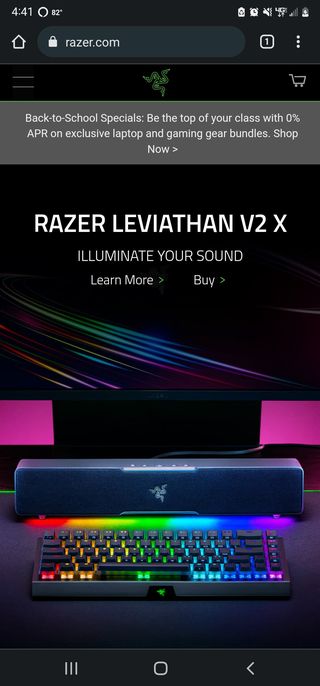 4:41 82°
razer.com 1
Back-to-School Specials: Be the top of your class with 0%
APR on exclusive laptop and gaming gear bundles. Shop
Now >
RAZER LEVIATHAN V2 X
ILLUMINATE YOUR SOUND
Learn More > Buy >